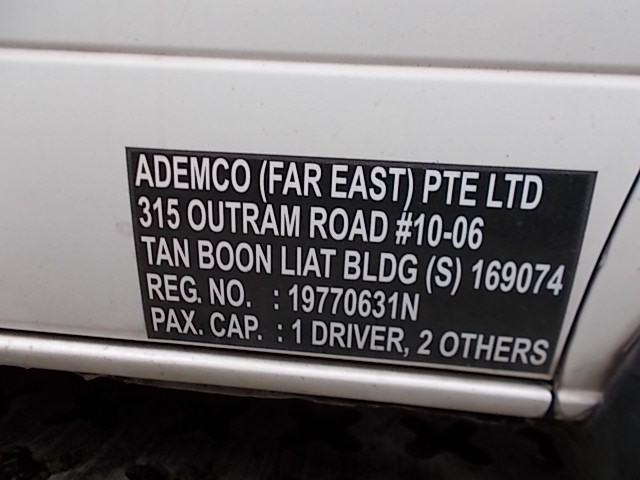 ADEMCO (FAR EAST) PTE LTD
315 OUTRAM ROAD #10-06
TAN BOON LIAT BLDG (S) 169074
REG. NO. : 19770631N
PAX. CAP. : 1 DRIVER, 2 OTHERS